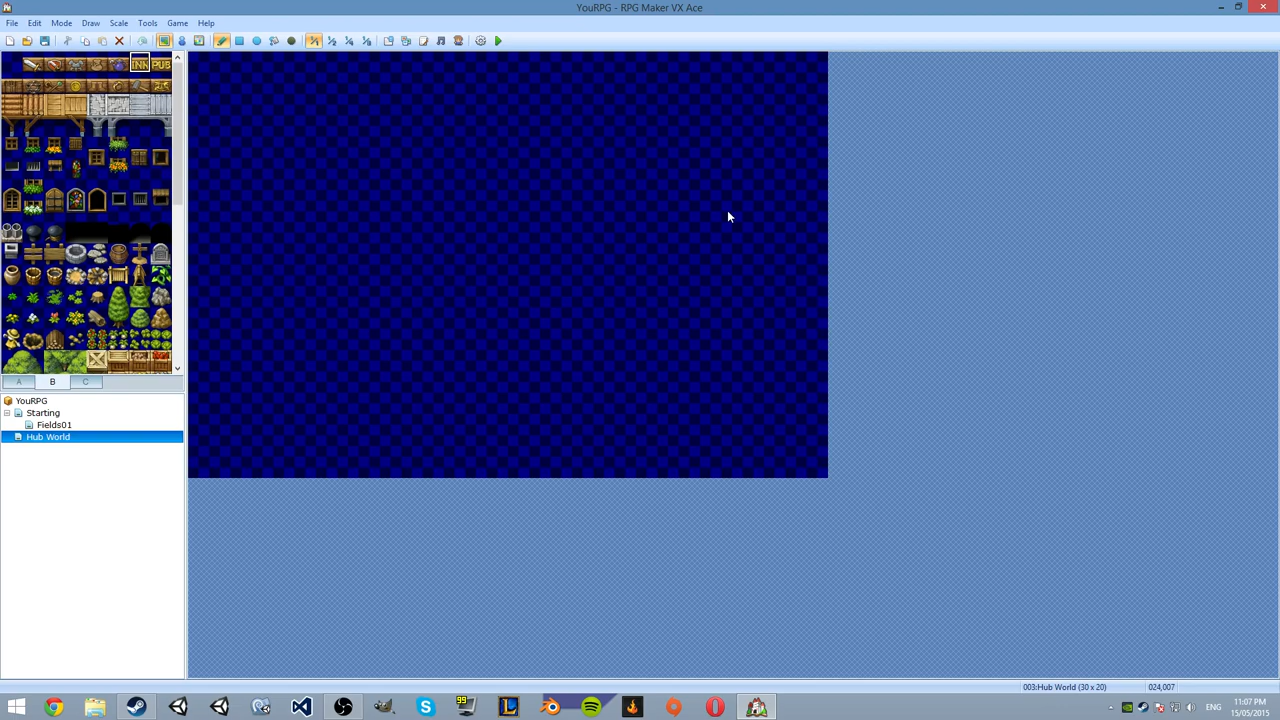 YouRPG - RPG Maker VX Ace
File Edit Mode Draw Scale Tools Game Help
INN PUB
A B C
YouRPG
Starting
Fields01
Hub World
003:Hub World (30 x 20) 024,007
99
ENG
11:07 PM
15/05/2015